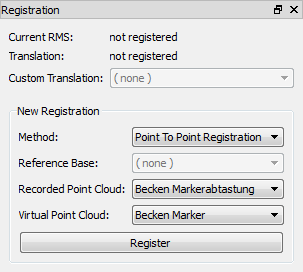 Registration
Current RMS: not registered
Translation: not registered
Custom Translation: ( none )
New Registration
Method: Point To Point Registration
Reference Base: ( none )
Recorded Point Cloud: Becken Markerabtastung
Virtual Point Cloud: Becken Marker
Register